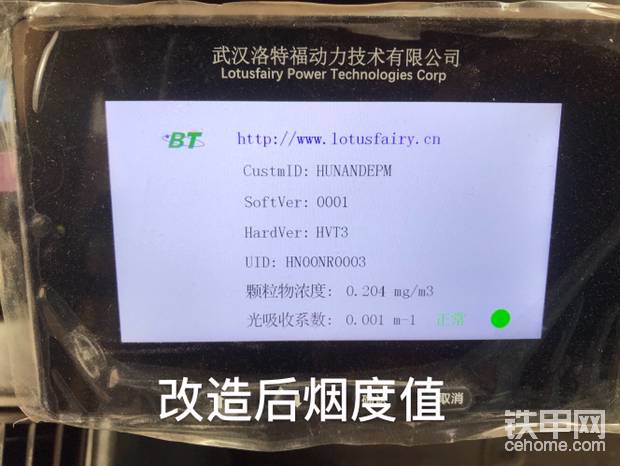 武汉洛特福动力技术有限公司
Lotusfairy Power Technologies Corp
BT
http://www.lotusfairy.cn
CustmID: HUNANDEPM
SoftVer: 0001
HardVer: HVT3
UID: HN00NR0003
颗粒物浓度: 0.204 mg/m3
光吸收系数: 0.001 m-1 正常
改造后烟度值
取消
铁甲网
cehome.com